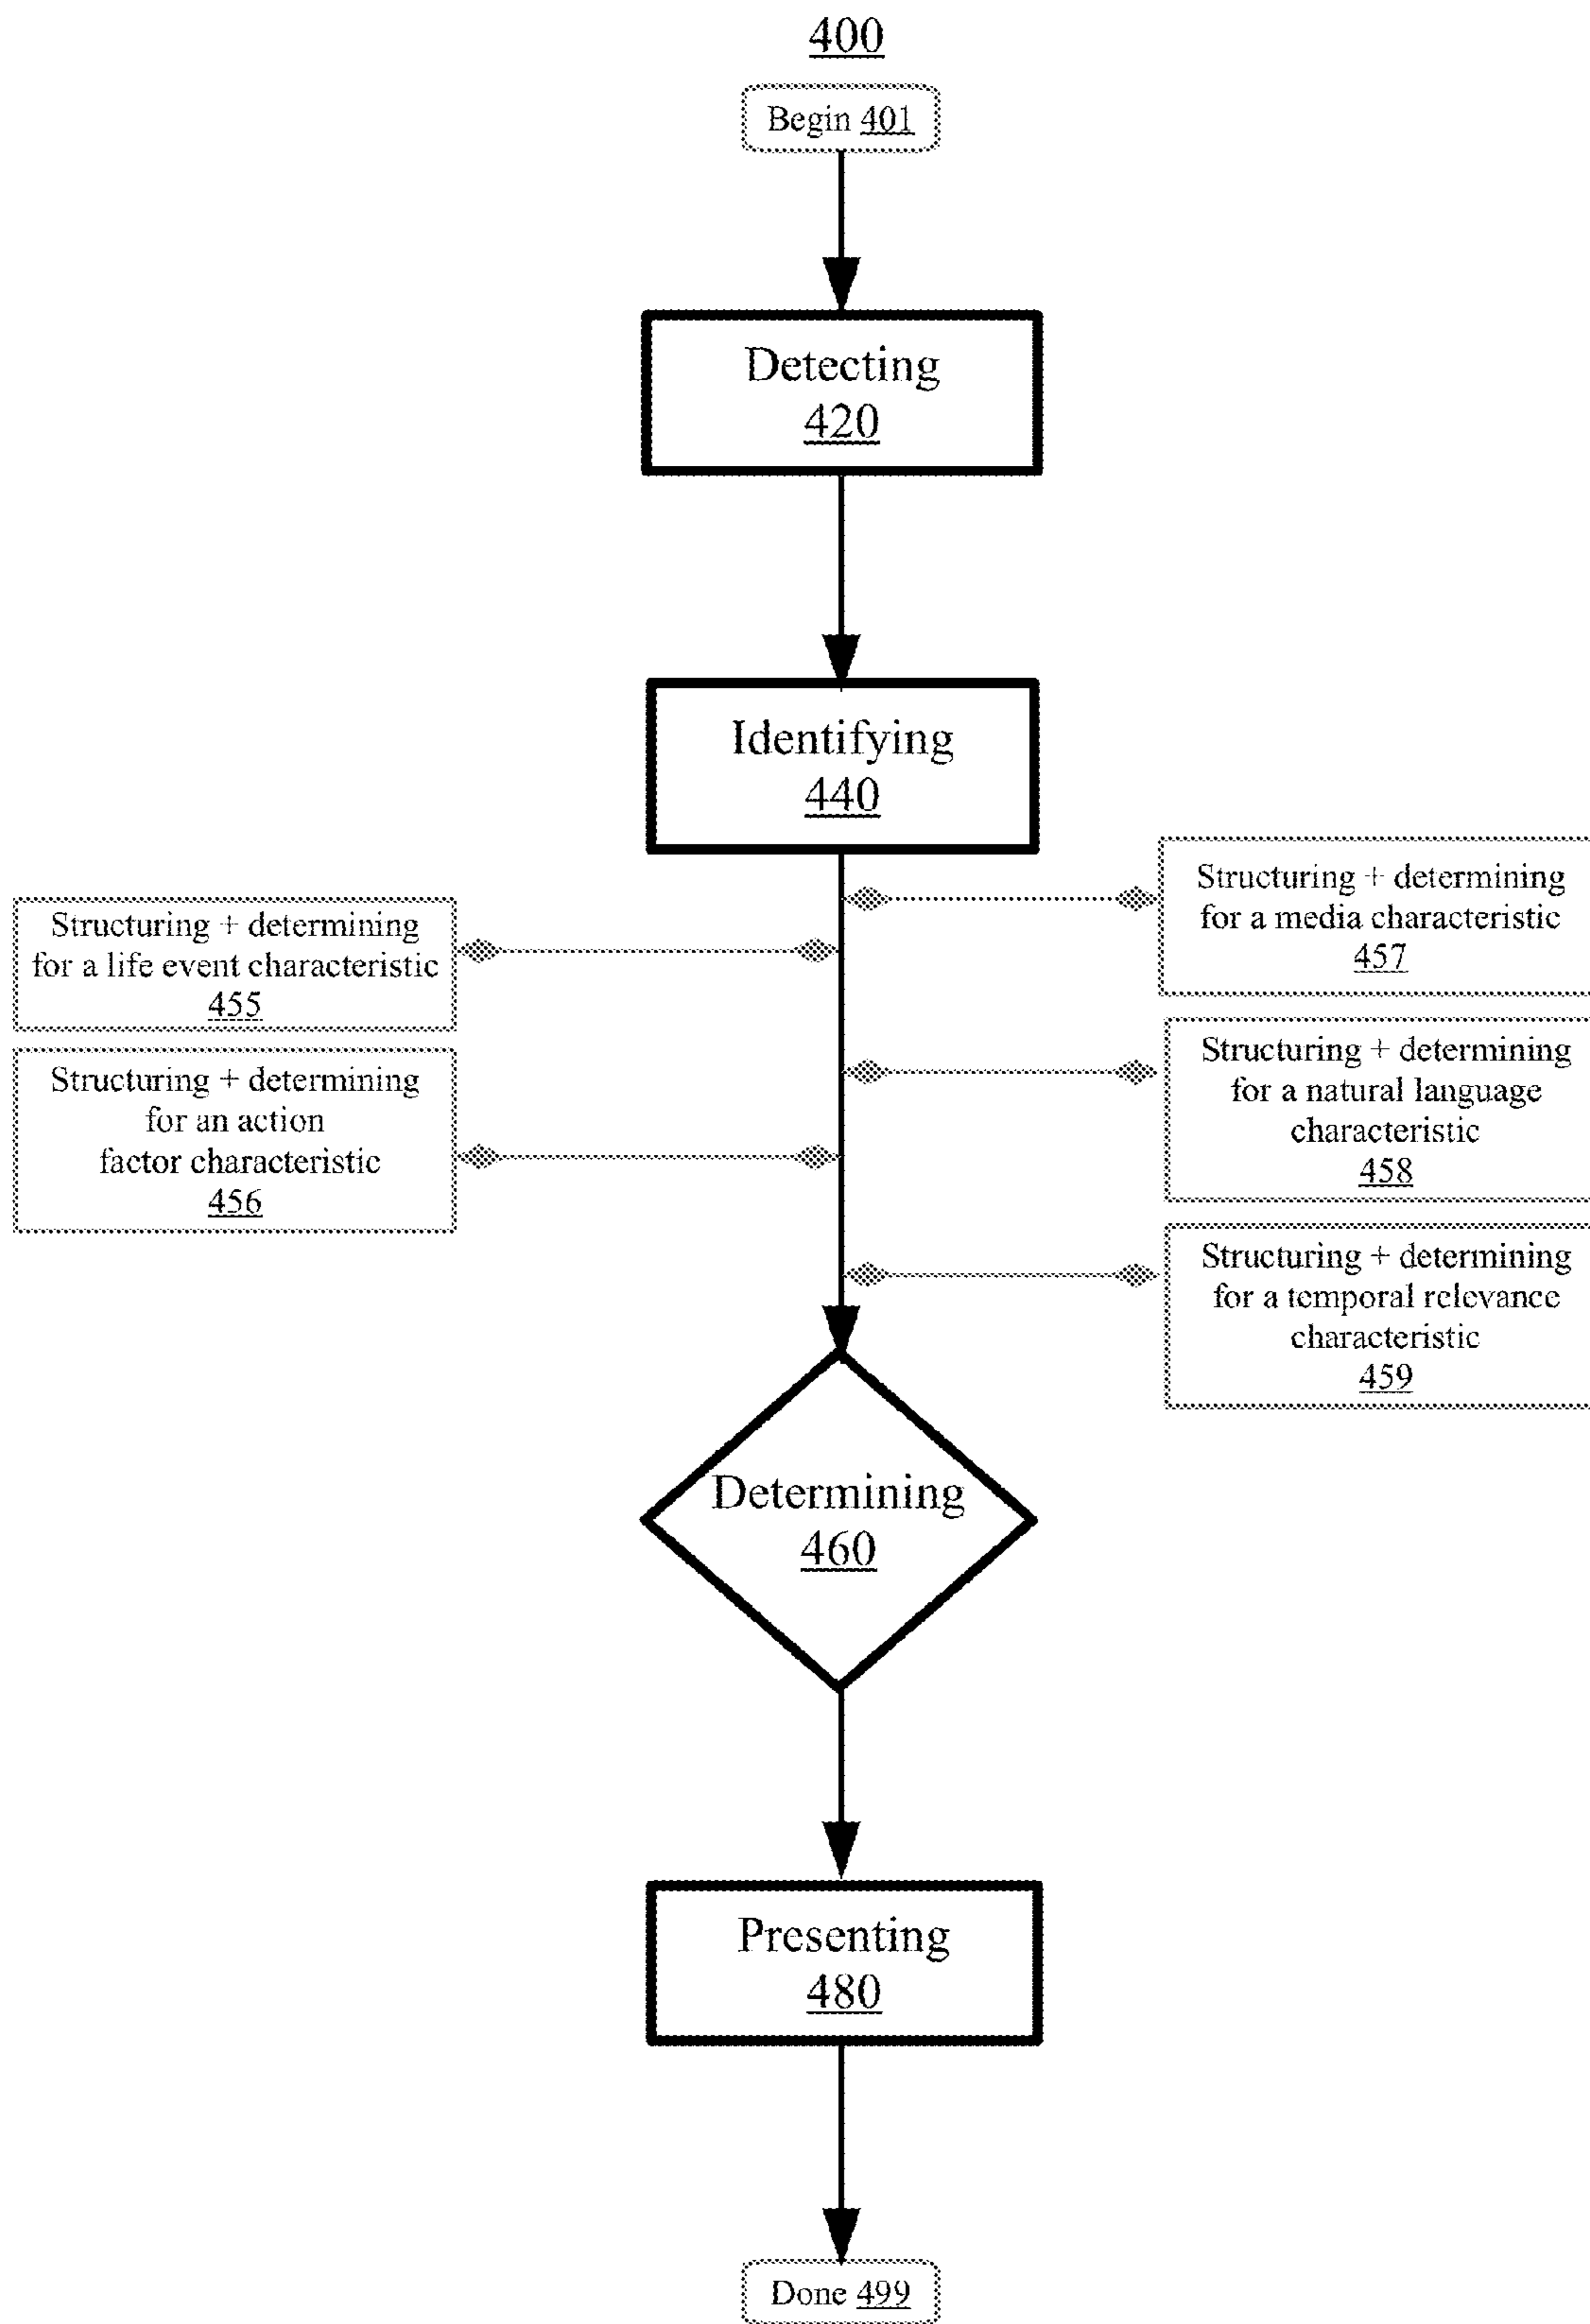 400
Begin 401
Detecting
420
Identifying
440
Structuring + determining
for a life event characteristic
455
Structuring + determining
for an action
factor characteristic
456
Structuring + determining
for a media characteristic
457
Structuring + determining
for a natural language
characteristic
458
Structuring + determining
for a temporal relevance
characteristic
459
Determining
460
Presenting
480
Done 499